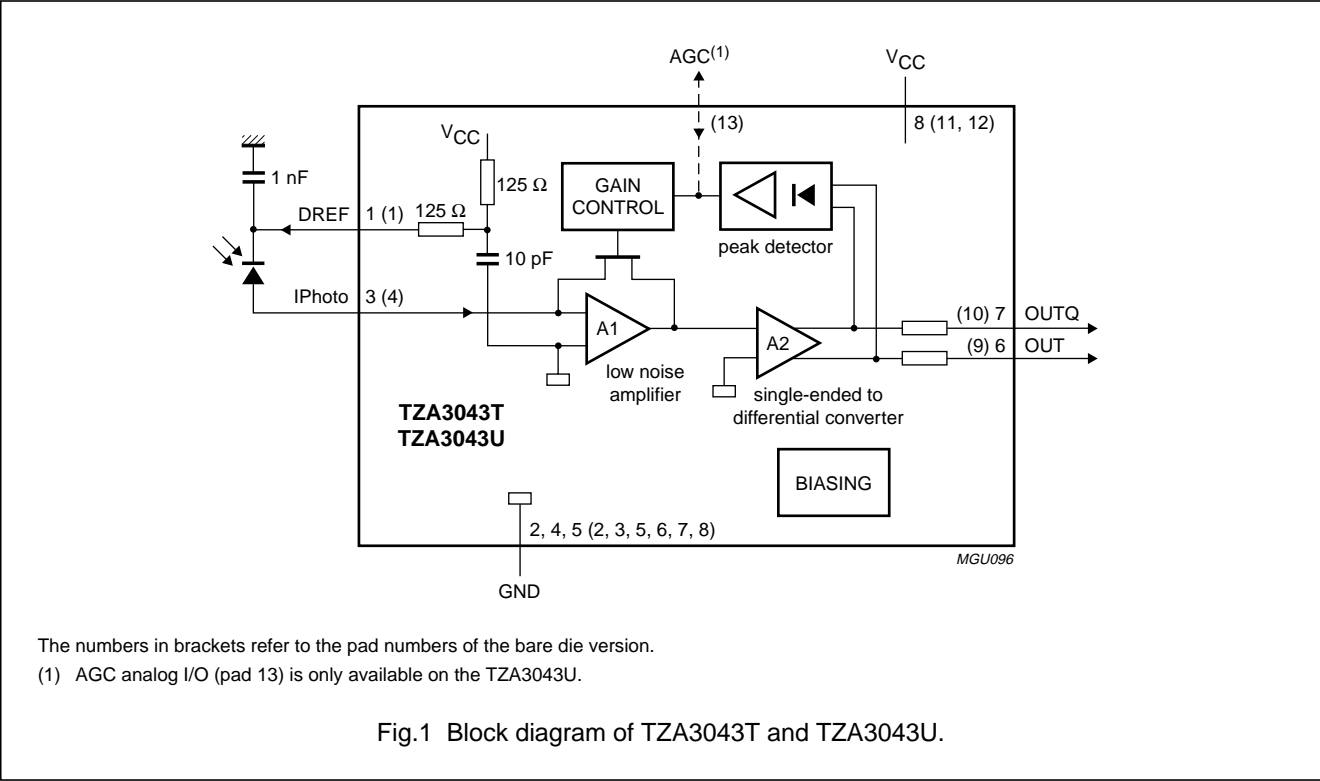 AGC(1)
VCC
(13)
8 (11, 12)
VCC
1 nF
125 Ω
GAIN
CONTROL
DREF
1 (1)
125 Ω
peak detector
10 pF
IPhoto
3 (4)
A1
A2
(10) 7
OUTQ
(9) 6
OUT
low noise
amplifier
single-ended to
differential converter
TZA3043T
TZA3043U
BIASING
2, 4, 5 (2, 3, 5, 6, 7, 8)
MGU096
GND
The numbers in brackets refer to the pad numbers of the bare die version.
(1) AGC analog I/O (pad 13) is only available on the TZA3043U.
Fig.1 Block diagram of TZA3043T and TZA3043U.